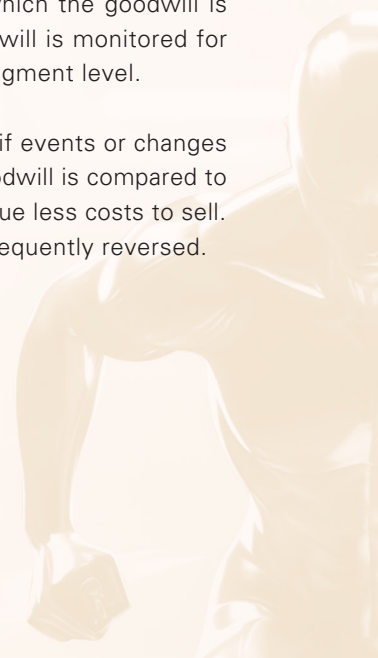 which the goodwill is
will is monitored for
gment level.
if events or changes
odwill is compared to
ue less costs to sell.
equently reversed.